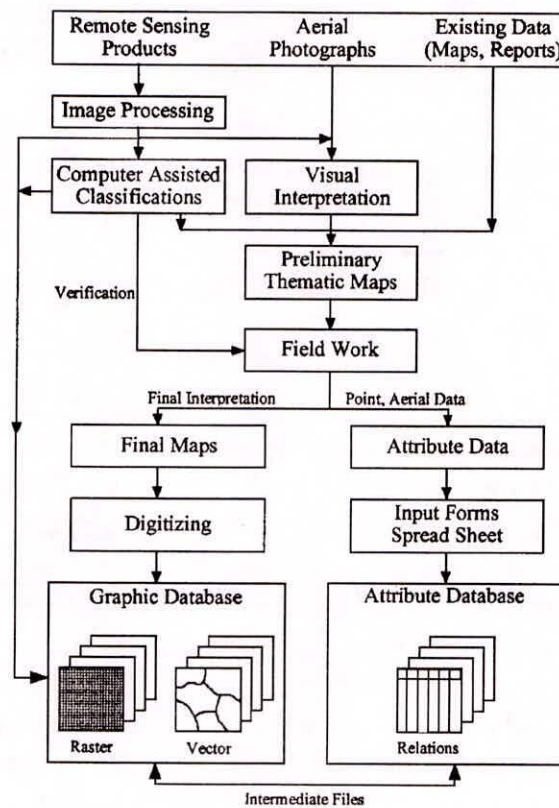 Remote Sensing
Products
Aerial
Photographs
Existing Data
(Maps, Reports)
Image Processing
Computer Assisted
Classifications
Visual
Interpretation
Preliminary
Thematic Maps
Verification
Field Work
Final Interpretation
Point, Aerial Data
Final Maps
Attribute Data
Digitizing
Input Forms
Spread Sheet
Graphic Database
Attribute Database
Raster
Vector
Relations
Intermediate Files